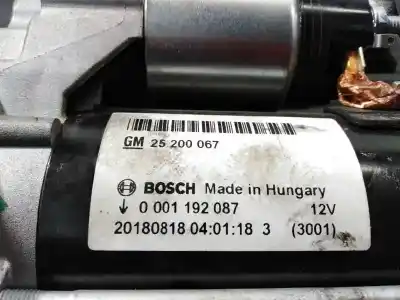 GM 25 200 067
BOSCH Made in Hungary
↓ 0 001 192 087 12V
20180818 04:01:18 3 (3001)